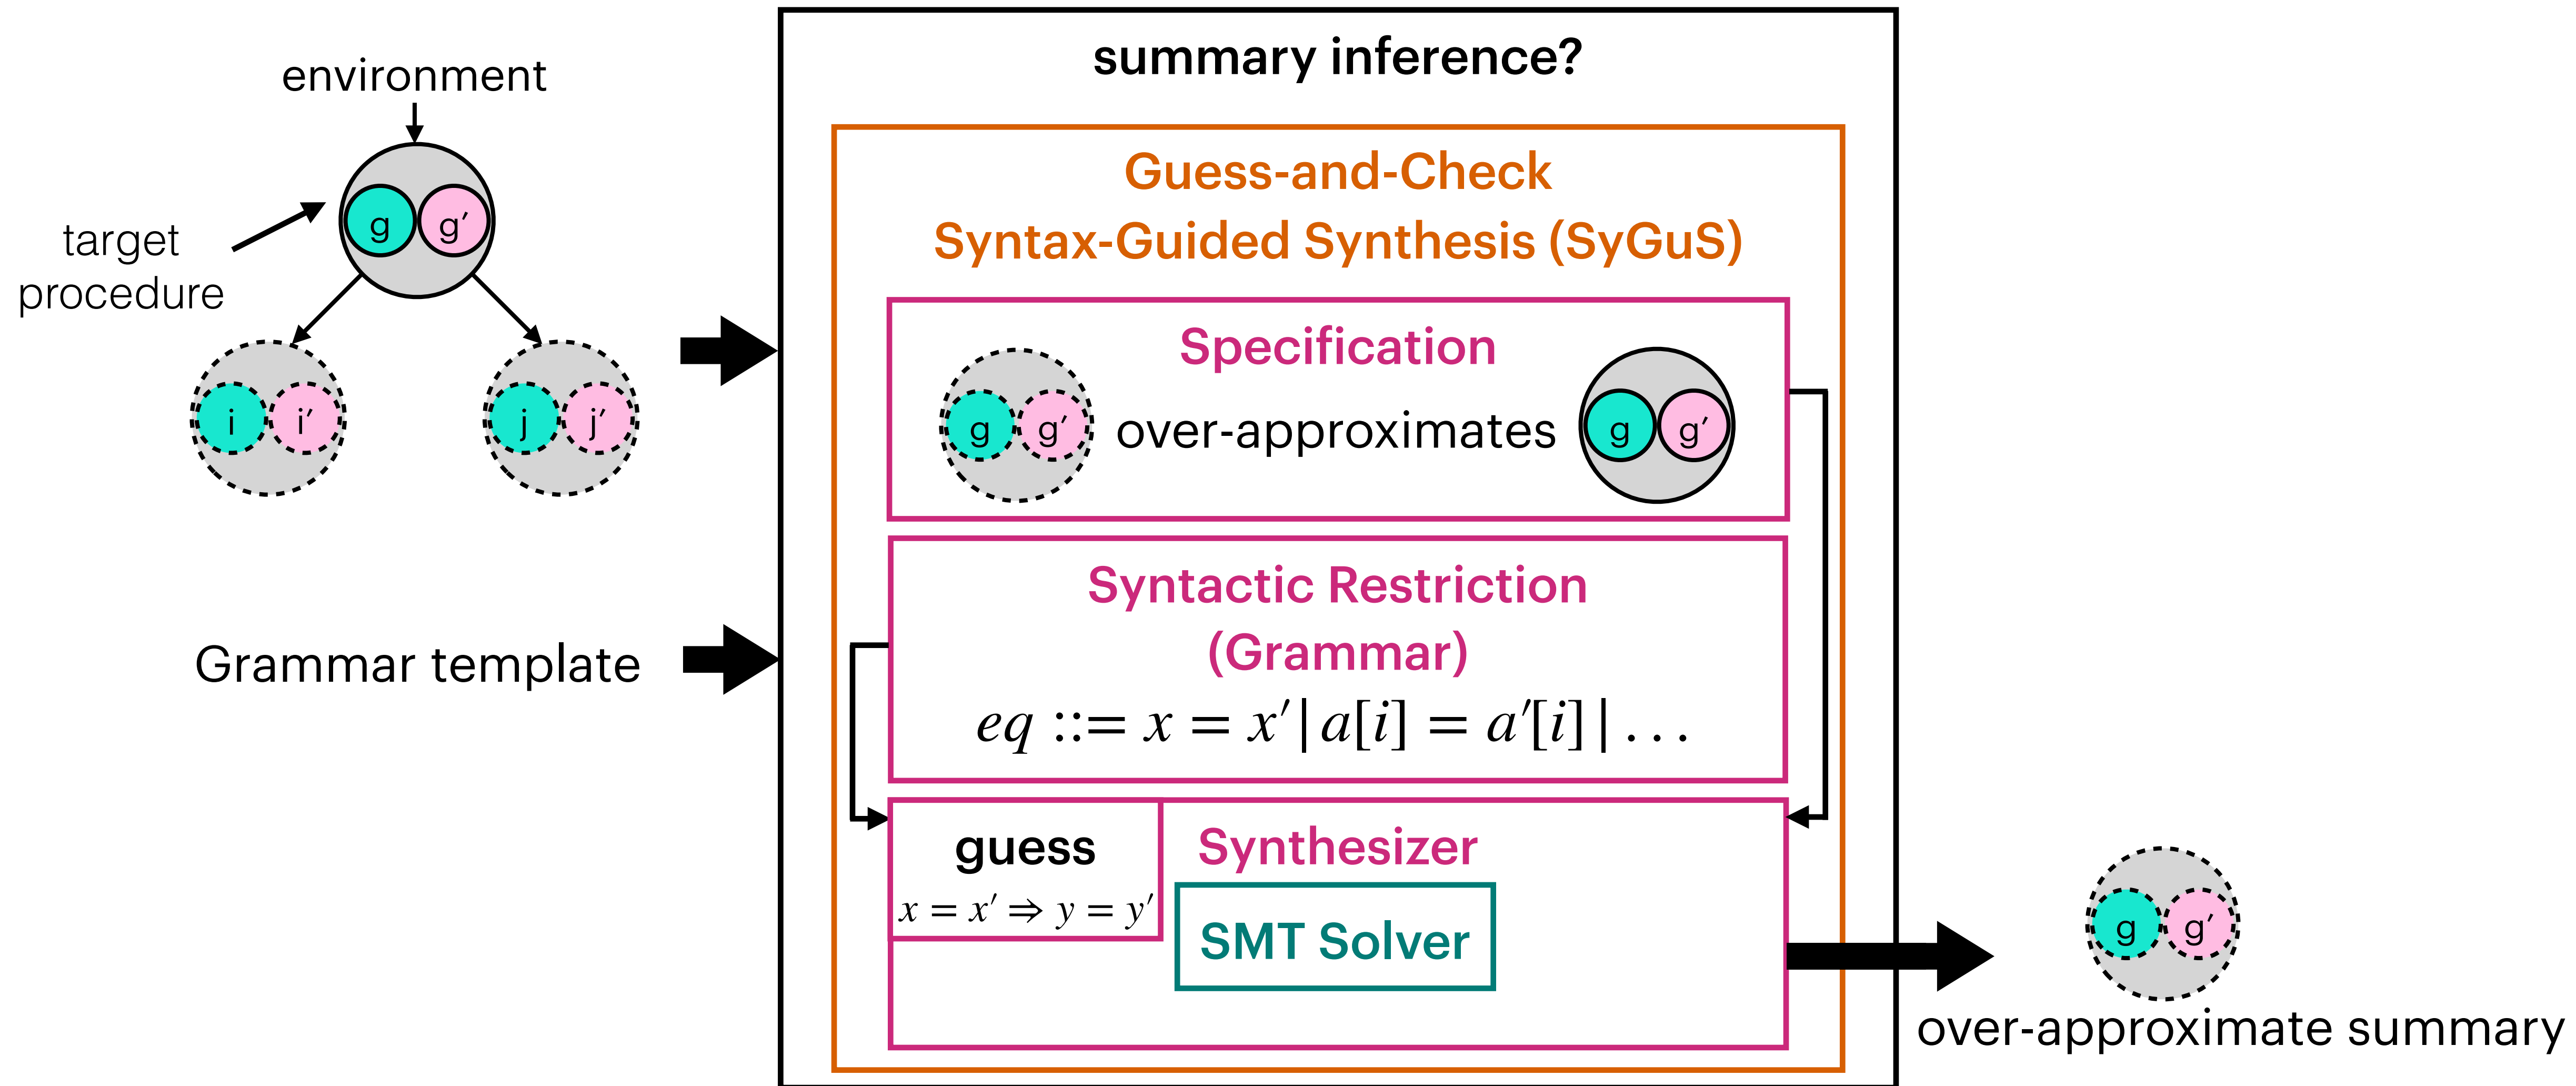 environment
g g′
target
procedure
i i′
j j′
Grammar template
summary inference?
Guess-and-Check
Syntax-Guided Synthesis (SyGuS)
Specification
g g′ over-approximates g g′
Syntactic Restriction
(Grammar)
eq ::= x = x′ | a[i] = a′[i] | . . .
guess
x = x′ ⇒ y = y′
Synthesizer
SMT Solver
g g′
over-approximate summary